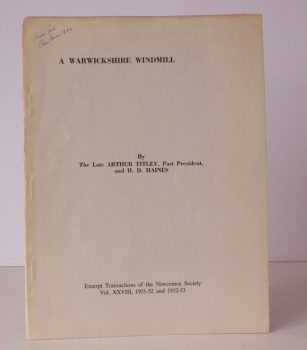 A WARWICKSHIRE WINDMILL
By
The Late ARTHUR TITLEY, Past President,
and H. D. HAINES
Excerpt Transactions of the Newcomen Society
Vol. XXVIII, 1951-52 and 1952-53